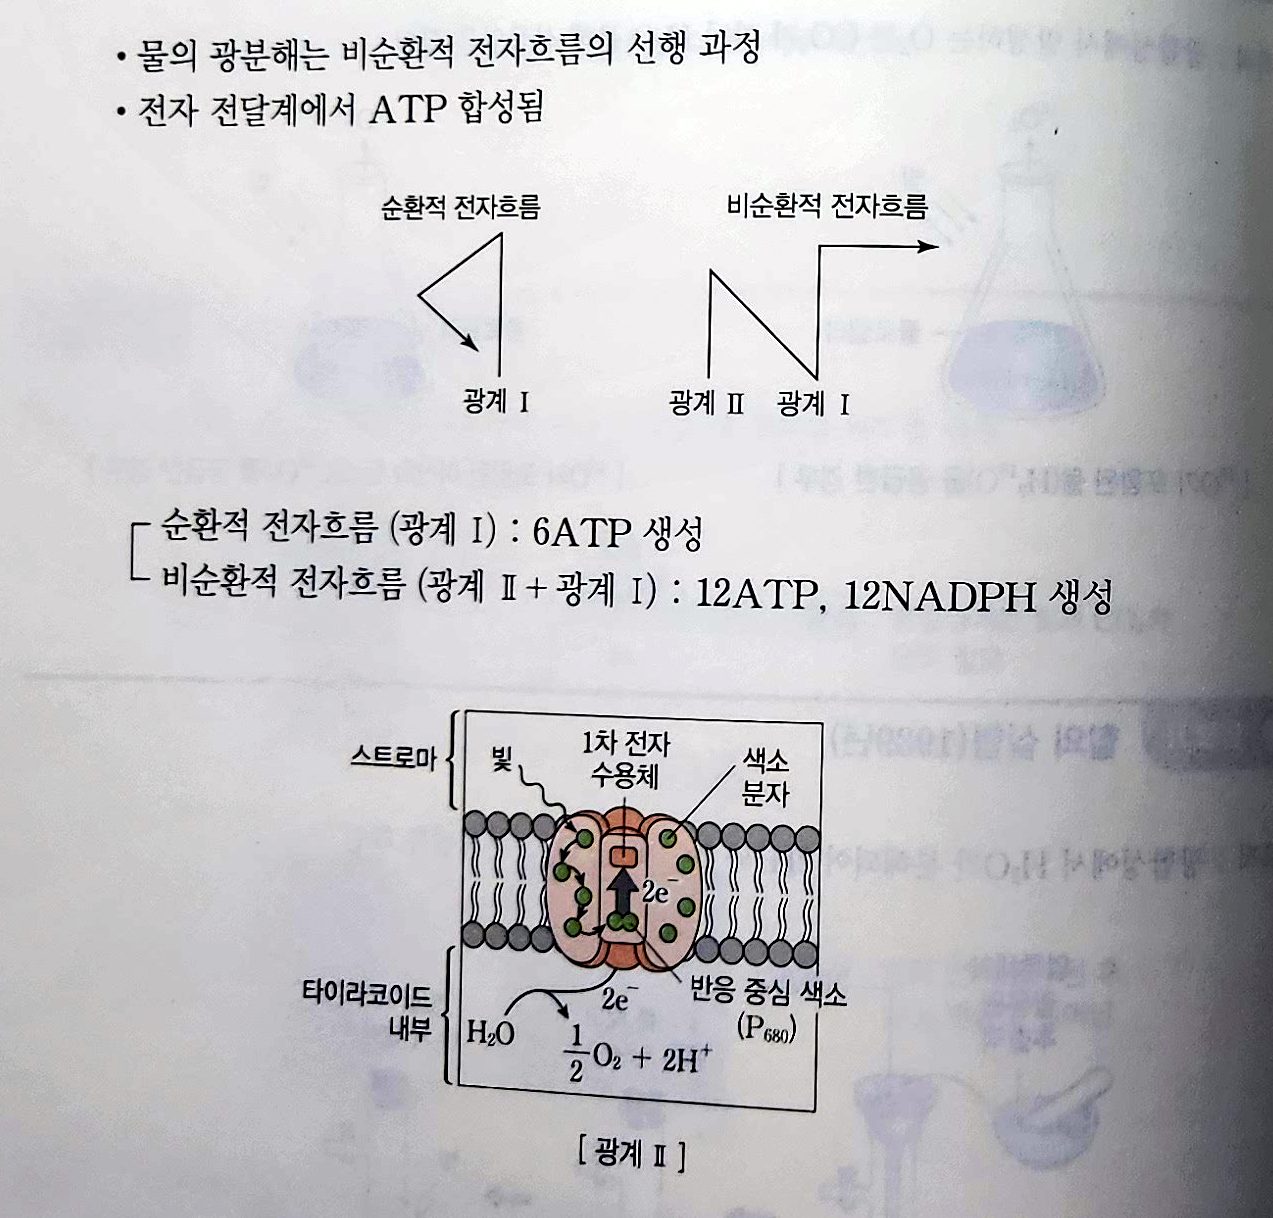 • 물의 광분해는 비순환적 전자흐름의 선행 과정
• 전자 전달계에서 ATP 합성됨
순환적 전자흐름
비순환적 전자흐름
광계 Ⅰ
광계 Ⅱ
광계 Ⅰ
순환적 전자흐름 (광계 Ⅰ) : 6ATP 생성
비순환적 전자흐름 (광계 Ⅱ + 광계 Ⅰ) : 12ATP, 12NADPH 생성
스트로마
빛
1차 전자
수용체
색소
분자
2e⁻
타이라코이드
내부
2e⁻
반응 중심 색소
(P₆₈₀)
H₂O
1/2 O₂ + 2H⁺
[ 광계 Ⅱ ]